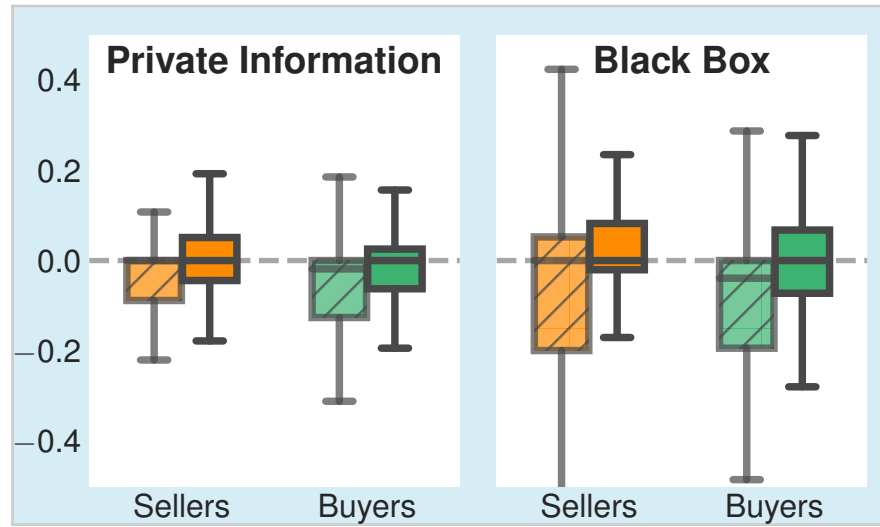 Private Information
Black Box
0.4
0.2
0.0
−0.2
−0.4
Sellers
Buyers
Sellers
Buyers